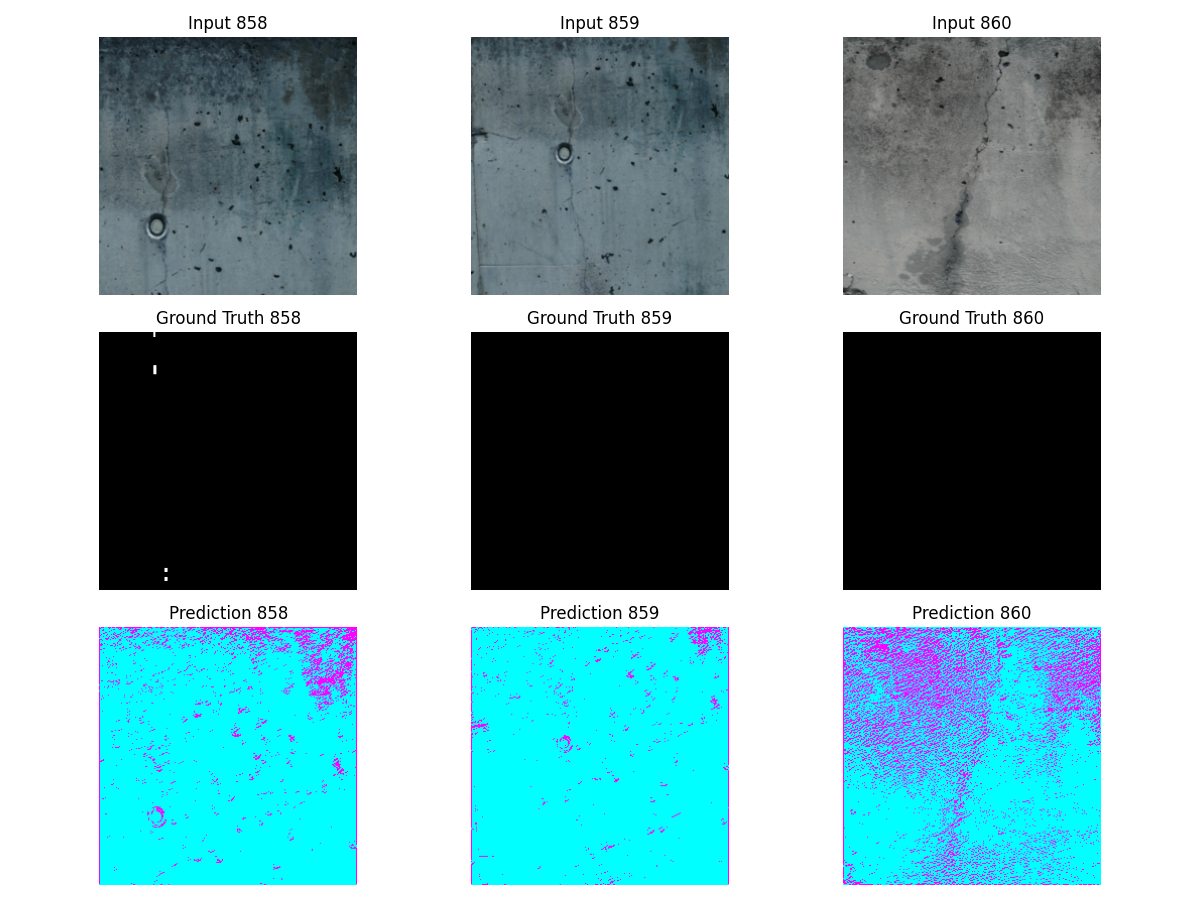 Input 858
Input 859
Input 860
Ground Truth 858
Ground Truth 859
Ground Truth 860
Prediction 858
Prediction 859
Prediction 860